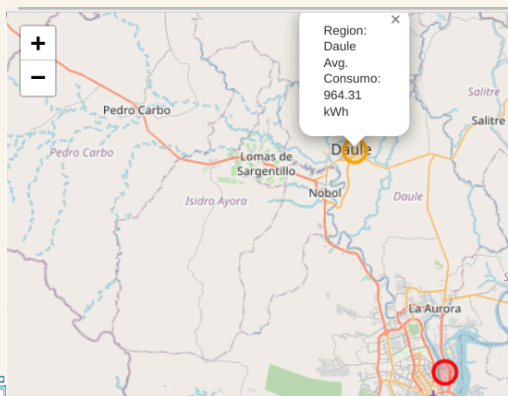 +
−
×
Region:
Daule
Avg.
Consumo:
964.31
kWh
Pedro Carbo
Salitre
Salitre
Pedro Carbo
Daule
Lomas de
Sargentillo
Nobol
Daule
Isidro Ayora
La Aurora